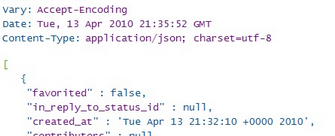 Vary: Accept-Encoding
Date: Tue, 13 Apr 2010 21:35:52 GMT
Content-Type: application/json; charset=utf-8
[
{
"favorited" : false,
"in_reply_to_status_id" : null,
"created_at" : 'Tue Apr 13 21:32:10 +0000 2010',
"contributors" : null